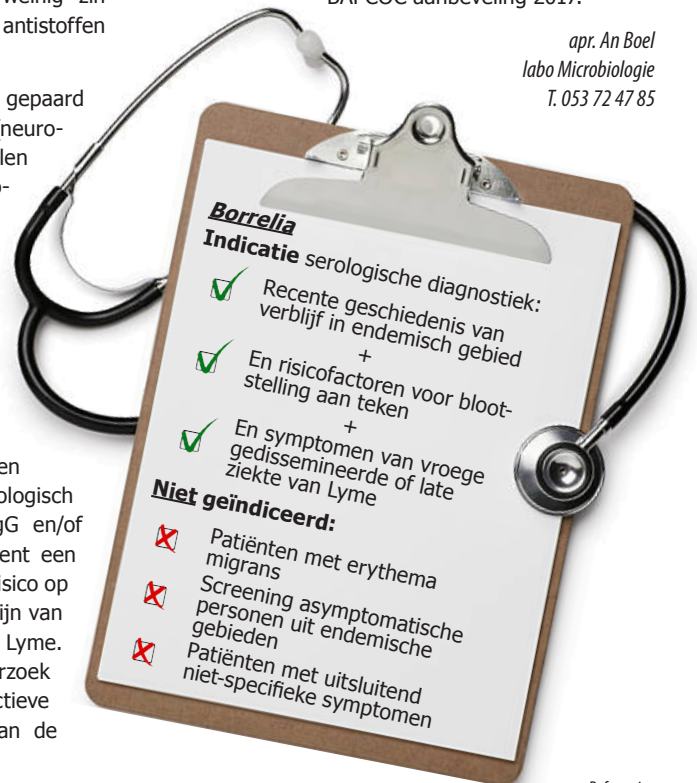 weinig zin
antistoffen
gepaard
neuro-
len
-
en
ologisch
gG en/of
ent een
isico op
ijn van
Lyme.
rzoek
ctieve
an de
BAPCOC aanbeveling 2017.
apr. An Boel
labo Microbiologie
T. 053 72 47 85
Borrelia
Indicatie serologische diagnostiek:
Recente geschiedenis van
verblijf in endemisch gebied
+
En risicofactoren voor bloot-
stelling aan teken
+
En symptomen van vroege
gedissemineerde of late
ziekte van Lyme
Niet geïndiceerd:
Patiënten met erythema
migrans
Screening asymptomatische
personen uit endemische
gebieden
Patiënten met uitsluitend
niet-specifieke symptomen